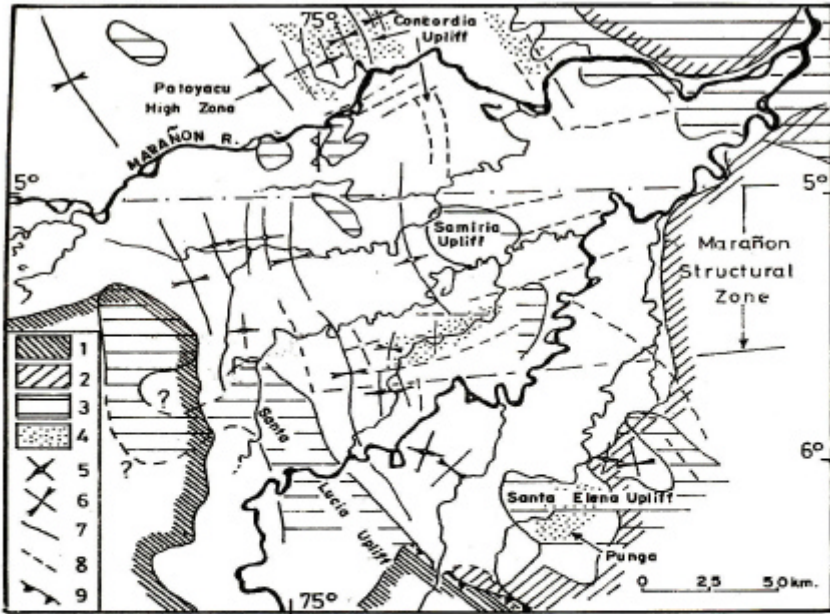 75°
Concordia
Uplift
Patoyacu
High Zona
MARAÑON R.
5°
5°
Samiria
Uplift
Marañon
Structural
Zone
1
2
3
4
5
6
7
8
9
?
?
Santa
Lucia
Uplift
6°
Santa Elena Uplift
Punga
75°
0 25 50 km.